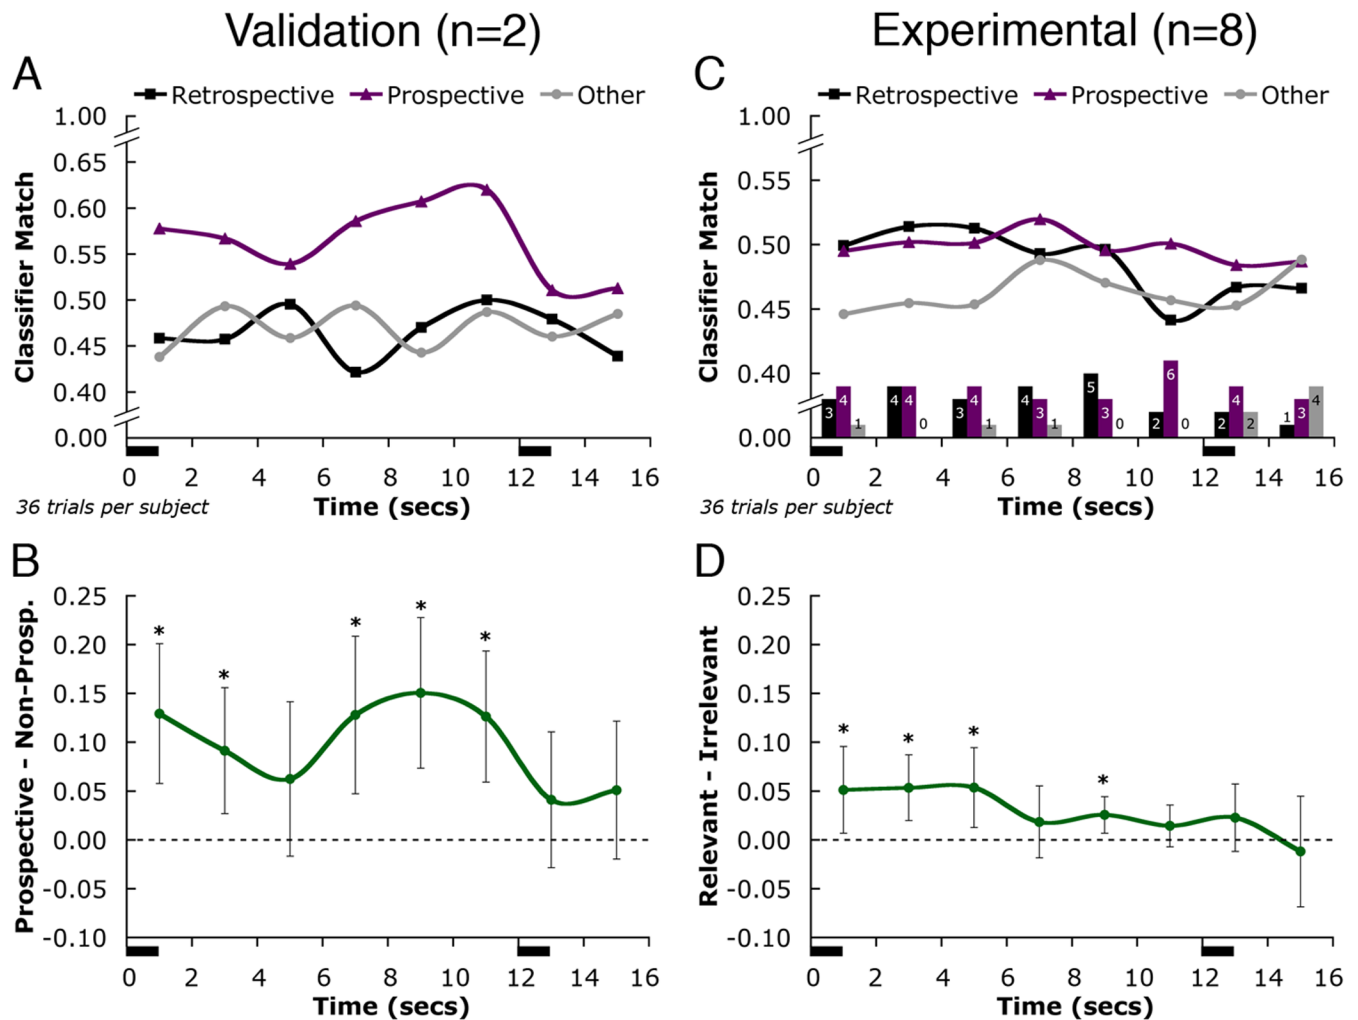 Validation (n=2)
A
Retrospective Prospective Other
1.00
0.65
0.60
0.55
0.50
0.45
0.40
0.00
Classifier Match
0 2 4 6 8 10 12 14 16
36 trials per subject
Time (secs)
Experimental (n=8)
C
Retrospective Prospective Other
1.00
0.55
0.50
0.45
0.40
0.00
Classifier Match
3 4 1 4 4 0 3 4 1 4 3 1 5 3 0 2 6 0 2 4 2 1 3 4
0 2 4 6 8 10 12 14 16
36 trials per subject
Time (secs)
B
0.25
0.20
0.15
0.10
0.05
0.00
-0.05
-0.10
Prospective - Non-Prosp.
* * * * *
0 2 4 6 8 10 12 14 16
Time (secs)
D
0.25
0.20
0.15
0.10
0.05
0.00
-0.05
-0.10
Relevant - Irrelevant
* * * *
0 2 4 6 8 10 12 14 16
Time (secs)